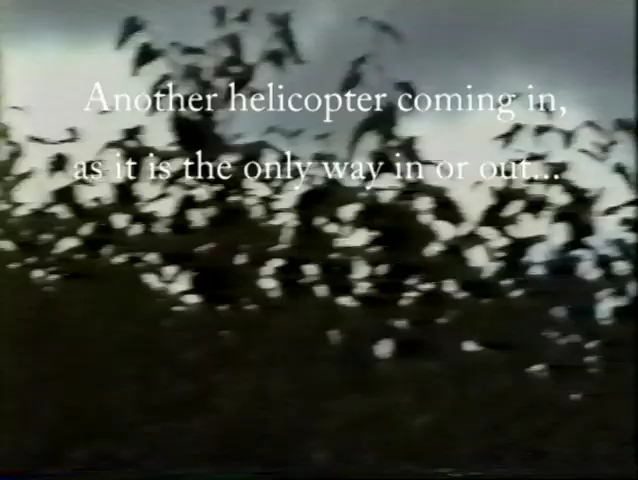 Another helicopter coming in,
as it is the only way in or out...